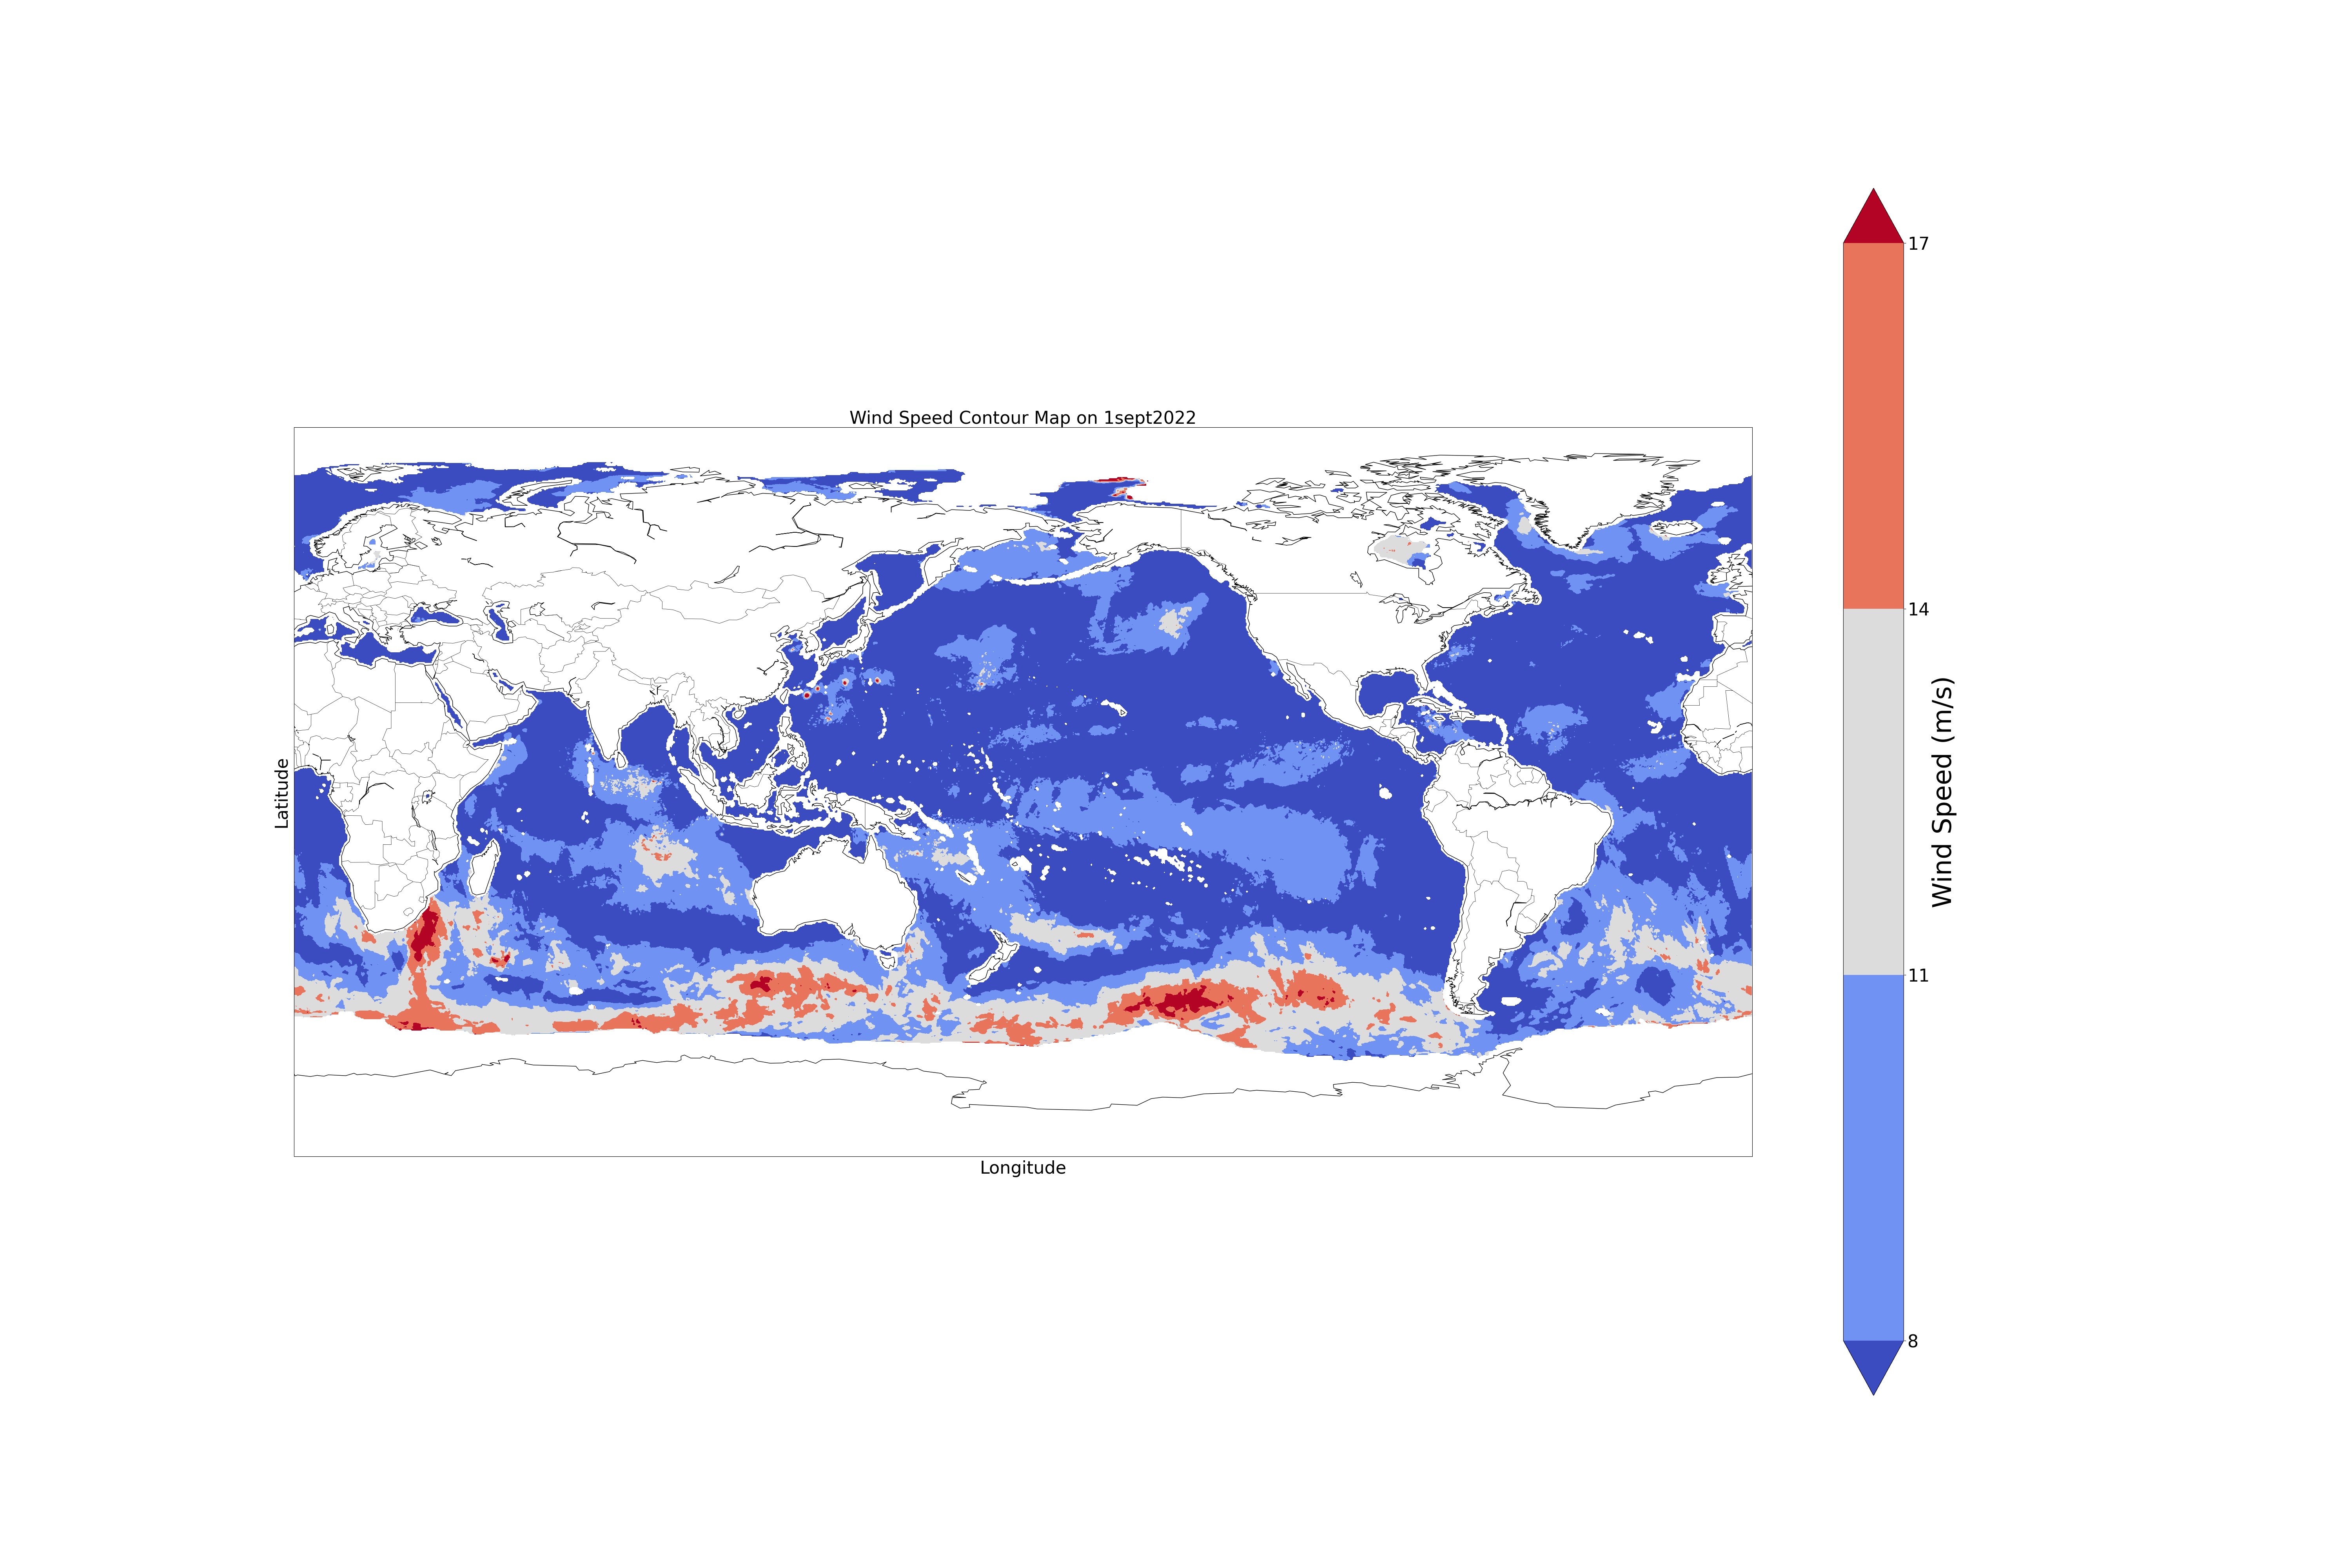 Wind Speed Contour Map on 1sept2022
Latitude
Longitude
17
14
11
8
Wind Speed (m/s)